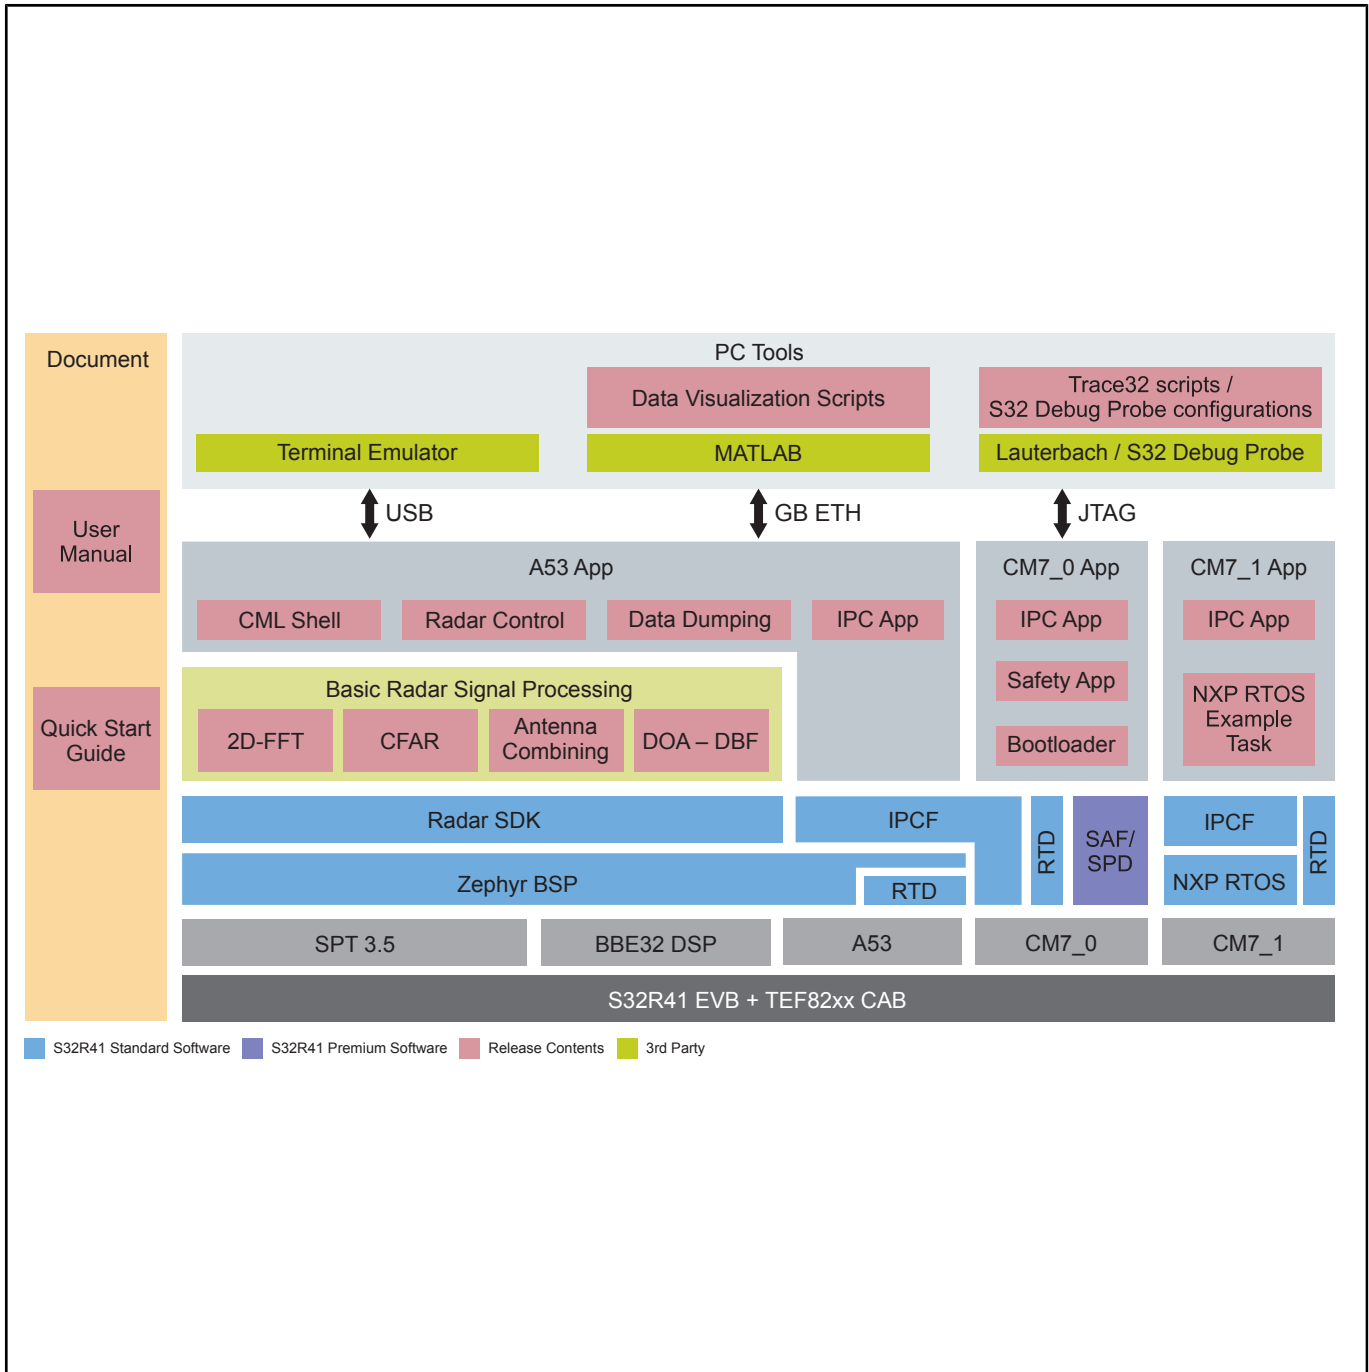 Document
User
Manual
Quick Start
Guide
PC Tools
Data Visualization Scripts
Trace32 scripts /
S32 Debug Probe configurations
Terminal Emulator
MATLAB
Lauterbach / S32 Debug Probe
USB
GB ETH
JTAG
A53 App
CML Shell
Radar Control
Data Dumping
IPC App
CM7_0 App
IPC App
Safety App
Bootloader
CM7_1 App
IPC App
NXP RTOS
Example
Task
Basic Radar Signal Processing
2D-FFT
CFAR
Antenna
Combining
DOA – DBF
Radar SDK
IPCF
RTD
SAF/
SPD
IPCF
RTD
Zephyr BSP
RTD
NXP RTOS
SPT 3.5
BBE32 DSP
A53
CM7_0
CM7_1
S32R41 EVB + TEF82xx CAB
S32R41 Standard Software
S32R41 Premium Software
Release Contents
3rd Party